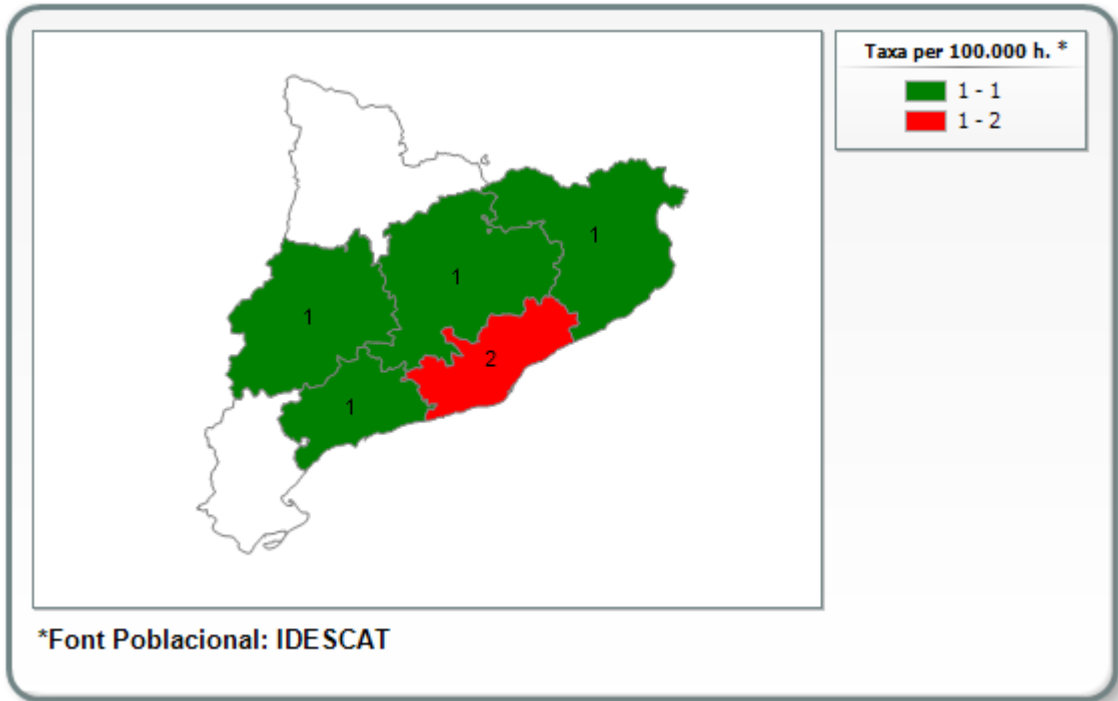 Taxa per 100.000 h. *
1 - 1
1 - 2
1
1
1
2
1
*Font Poblacional: IDESCAT